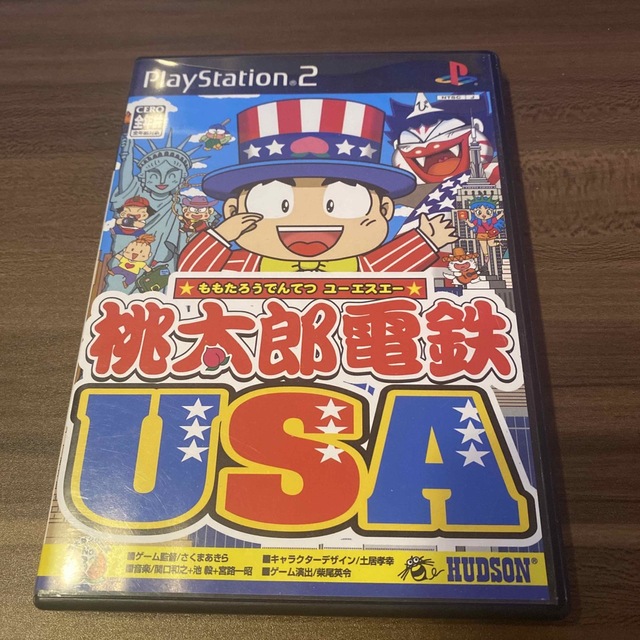 PlayStation®2
NTSC J
CERO
ひ
ももたろうでんてつ ユーエスエー
桃太郎電鉄
USA
■ゲーム監督/さくまあきら
■音楽/関口和之+池 毅+宮路一昭
■キャラクターデザイン/土居孝幸
■ゲーム演出/柴尾英令
HUDSON®